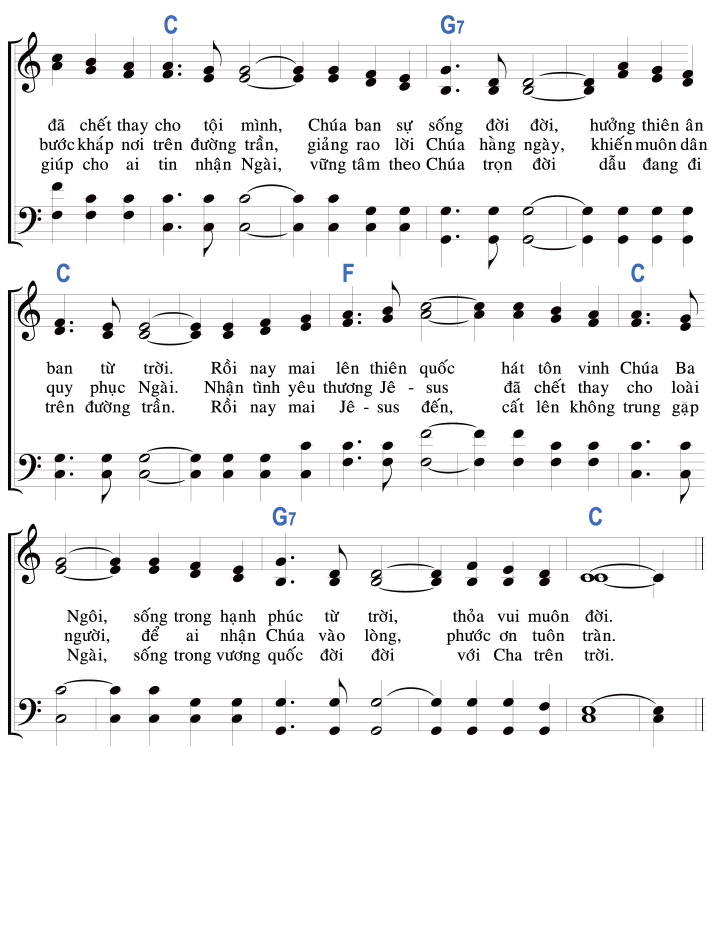 C G7
đã chết thay cho tội mình, Chúa ban sự sống đời đời, hưởng thiên ân
bước khắp nơi trên đường trần, giảng rao lời Chúa hằng ngày, khiến muôn dân
giúp cho ai tin nhận Ngài, vững tâm theo Chúa trọn đời dẫu đang đi
C F C
ban từ trời. Rồi nay mai lên thiên quốc hát tôn vinh Chúa Ba
quy phục Ngài. Nhận tình yêu thương Jê - sus đã chết thay cho loài
trên đường trần. Rồi nay mai Jê - sus đến, cất lên không trung gặp
G7 C
Ngôi, sống trong hạnh phúc từ trời, thỏa vui muôn đời.
người, để ai nhận Chúa vào lòng, phước ơn tuôn tràn.
Ngài, sống trong vương quốc đời đời với Cha trên trời.